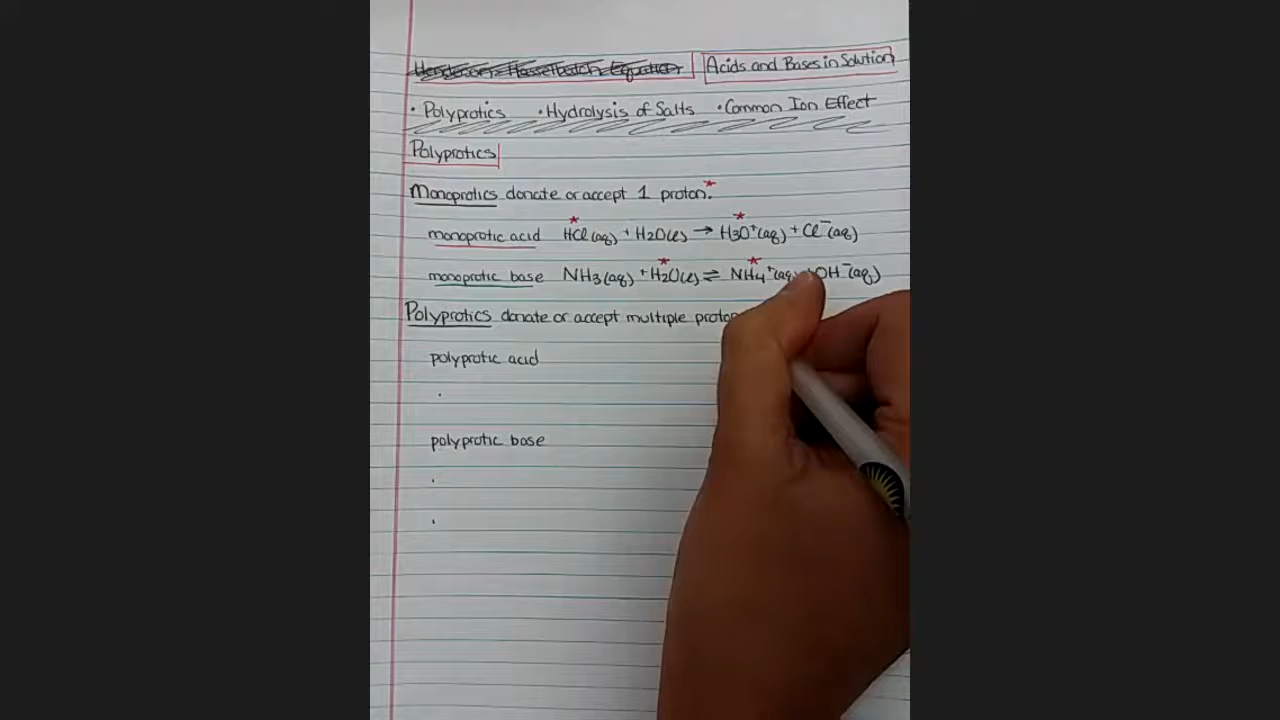 Henderson-Hasselbalch Equation Acids and Bases in Solution
• Polyprotics • Hydrolysis of Salts • Common Ion Effect
Polyprotics
Monoprotics donate or accept 1 proton.*
monoprotic acid HCl(aq) + H2O(l) → H3O⁺(aq) + Cl⁻(aq)
monoprotic base NH3(aq) + H2O(l) ⇌ NH4⁺(aq) + OH⁻(aq)
Polyprotics donate or accept multiple
polyprotic acid
polyprotic base